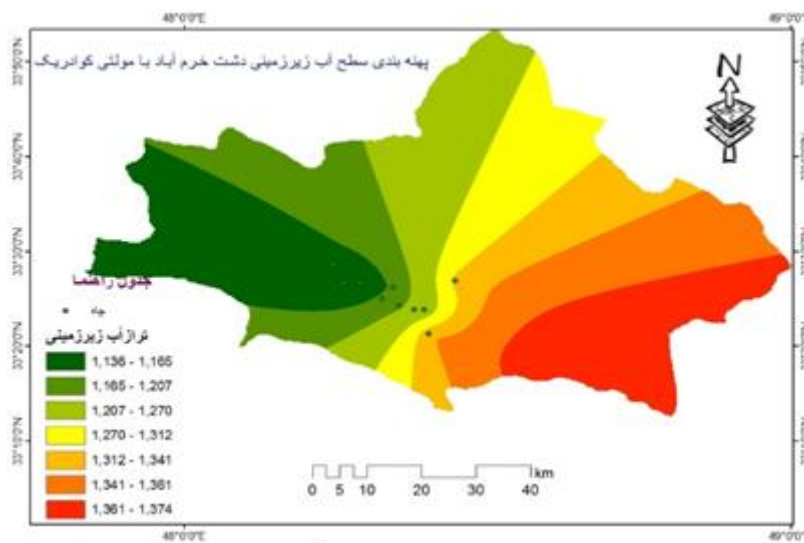 48°0'0"E
49°0'0"E
پهنه بندی سطح آب زیرزمینی دشت خرم آباد با مولتی کوادریک
N
33°40'0"N
33°30'0"N
33°20'0"N
33°10'0"N
جدول راهنما
چاه
تراز آب زیرزمینی
1,136 - 1,165
1,165 - 1,207
1,207 - 1,270
1,270 - 1,312
1,312 - 1,341
1,341 - 1,361
1,361 - 1,374
km
0 5 10 20 30 40
48°0'0"E
49°0'0"E